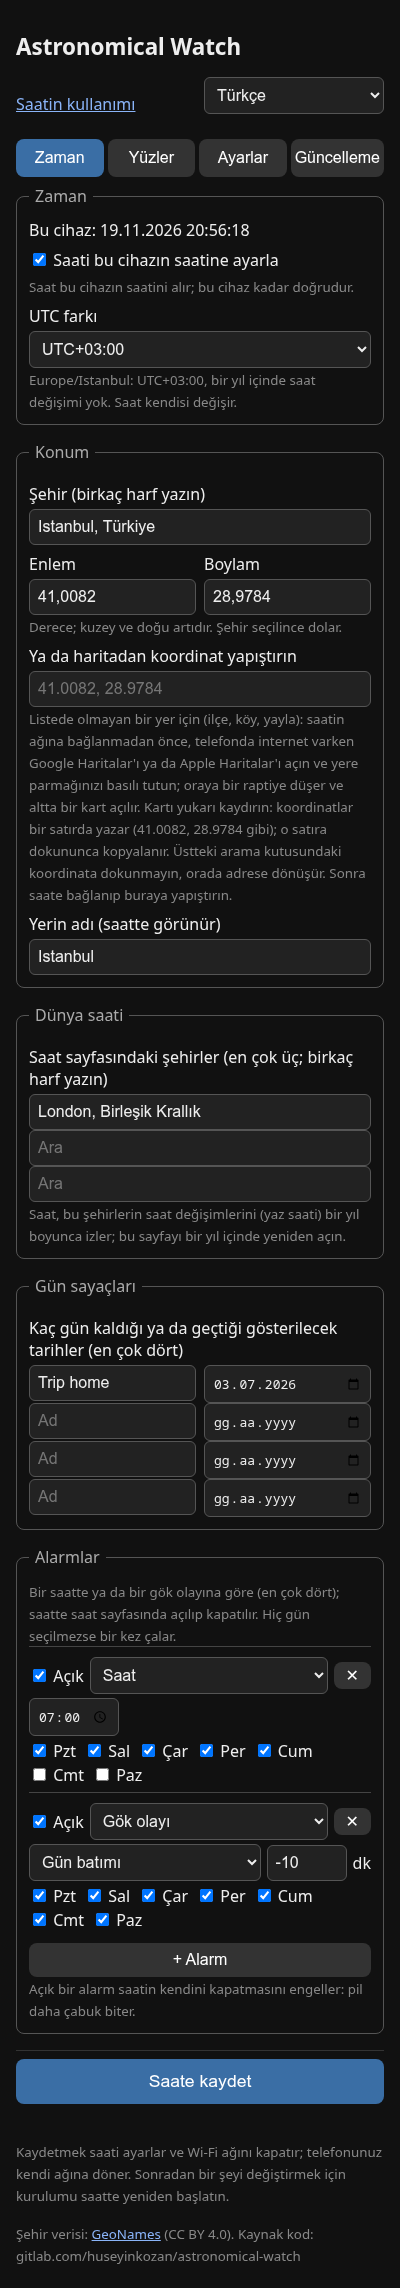 Astronomical Watch
Saatin kullanımı
Türkçe
Zaman Yüzler Ayarlar Güncelleme
Zaman
Bu cihaz: 19.11.2026 20:56:18
Saati bu cihazın saatine ayarla
Saat bu cihazın saatini alır; bu cihaz kadar doğrudur.
UTC farkı
UTC+03:00
Europe/Istanbul: UTC+03:00, bir yıl içinde saat
değişimi yok. Saat kendisi değişir.
Konum
Şehir (birkaç harf yazın)
Istanbul, Türkiye
Enlem Boylam
41,0082 28,9784
Derece; kuzey ve doğu artıdır. Şehir seçilince dolar.
Ya da haritadan koordinat yapıştırın
41.0082, 28.9784
Listede olmayan bir yer için (ilçe, köy, yayla): saatin
ağına bağlanmadan önce, telefonda internet varken
Google Haritalar'ı ya da Apple Haritalar'ı açın ve yere
parmağınızı basılı tutun; oraya bir raptiye düşer ve
altta bir kart açılır. Kartı yukarı kaydırın: koordinatlar
bir satırda yazar (41.0082, 28.9784 gibi); o satıra
dokununca kopyalanır. Üstteki arama kutusundaki
koordinata dokunmayın, orada adrese dönüşür. Sonra
saate bağlanıp buraya yapıştırın.
Yerin adı (saatte görünür)
Istanbul
Dünya saati
Saat sayfasındaki şehirler (en çok üç; birkaç
harf yazın)
London, Birleşik Krallık
Ara
Ara
Saat, bu şehirlerin saat değişimlerini (yaz saati) bir yıl
boyunca izler; bu sayfayı bir yıl içinde yeniden açın.
Gün sayaçları
Kaç gün kaldığı ya da geçtiği gösterilecek
tarihler (en çok dört)
Trip home 03.07.2026
Ad gg.aa.yyyy
Ad gg.aa.yyyy
Ad gg.aa.yyyy
Alarmlar
Bir saatte ya da bir gök olayına göre (en çok dört);
saatte saat sayfasında açılıp kapatılır. Hiç gün
seçilmezse bir kez çalar.
Açık Saat ✕
07:00
Pzt Sal Çar Per Cum
Cmt Paz
Açık Gök olayı ✕
Gün batımı -10 dk
Pzt Sal Çar Per Cum
Cmt Paz
+ Alarm
Açık bir alarm saatin kendini kapatmasını engeller: pil
daha çabuk biter.
Saate kaydet
Kaydetmek saati ayarlar ve Wi-Fi ağını kapatır; telefonunuz
kendi ağına döner. Sonradan bir şeyi değiştirmek için
kurulumu saatte yeniden başlatın.
Şehir verisi: GeoNames (CC BY 4.0). Kaynak kod:
gitlab.com/huseyinkozan/astronomical-watch